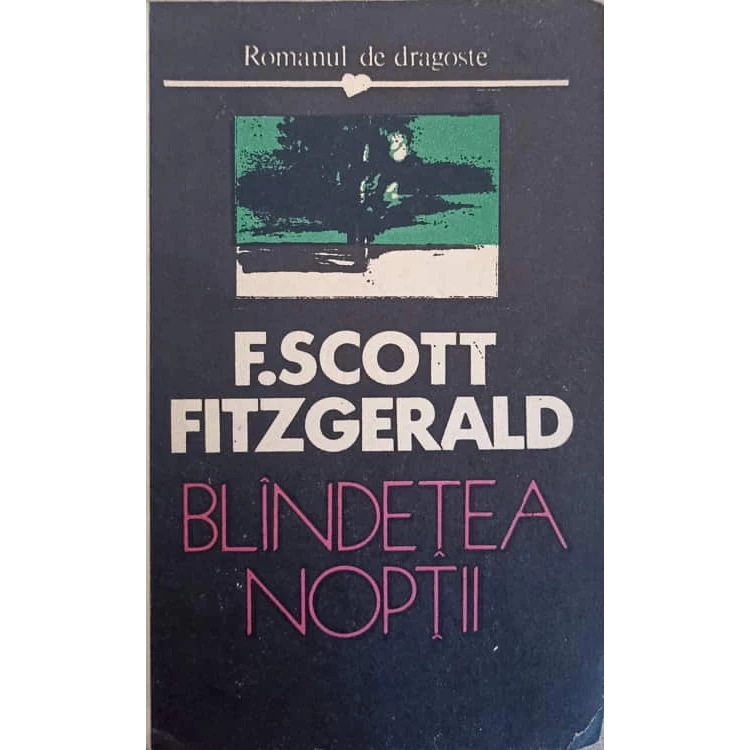 Romanul de dragoste
F. SCOTT
FITZGERALD
BLÎNDEȚEA
NOPȚII